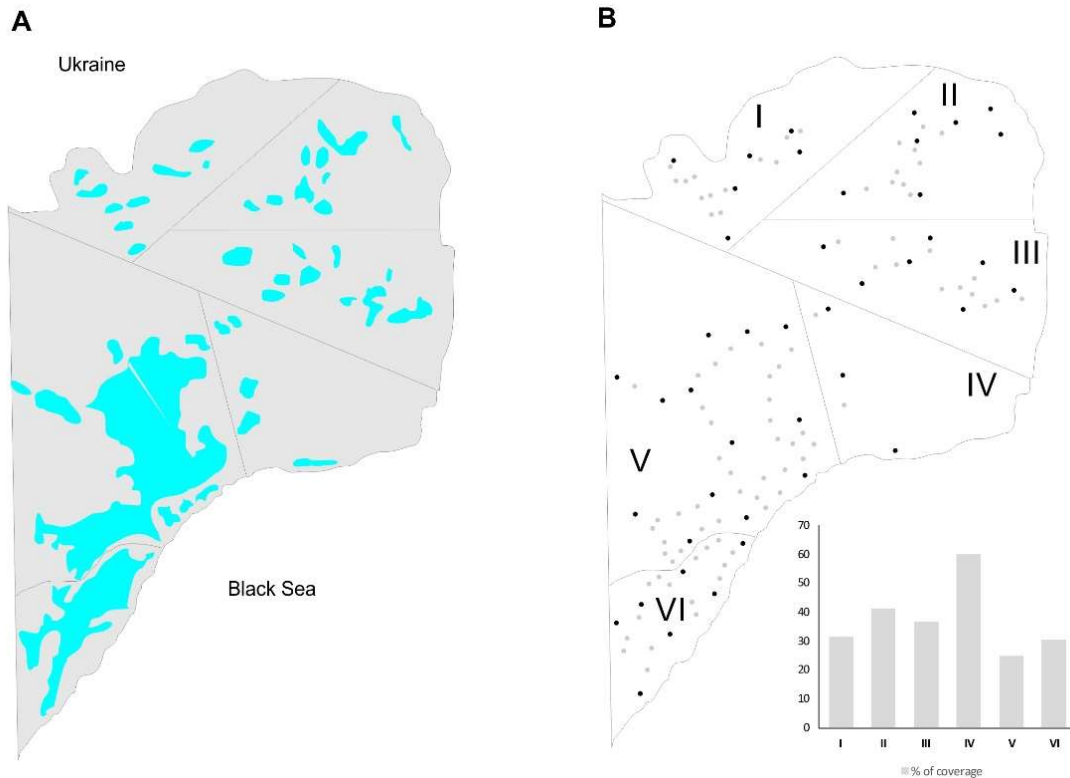 A
Ukraine
Black Sea
B
I
II
III
IV
V
VI
70
60
50
40
30
20
10
0
I II III IV V VI
% of coverage